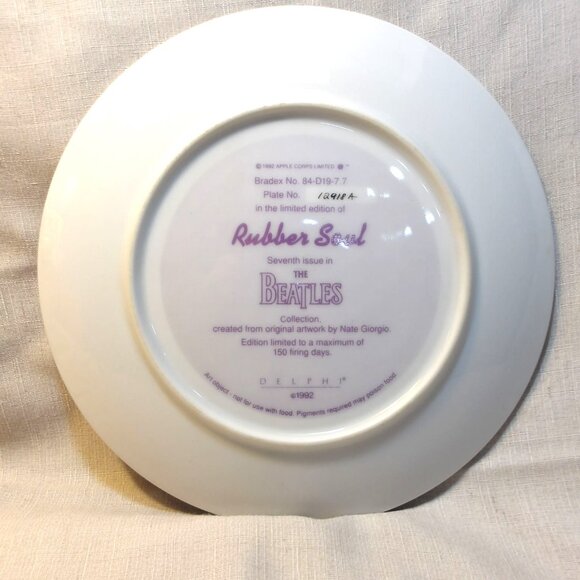 © 1992 APPLE CORPS LIMITED ™
Bradex No. 84-D19-7.7
Plate No. 12918A
in the limited edition of
Rubber Soul
Seventh issue in
THE
BEATLES
Collection,
created from original artwork by Nate Giorgio.
Edition limited to a maximum of
150 firing days.
DELPHI®
©1992
Art object - not for use with food. Pigments required may poison food.